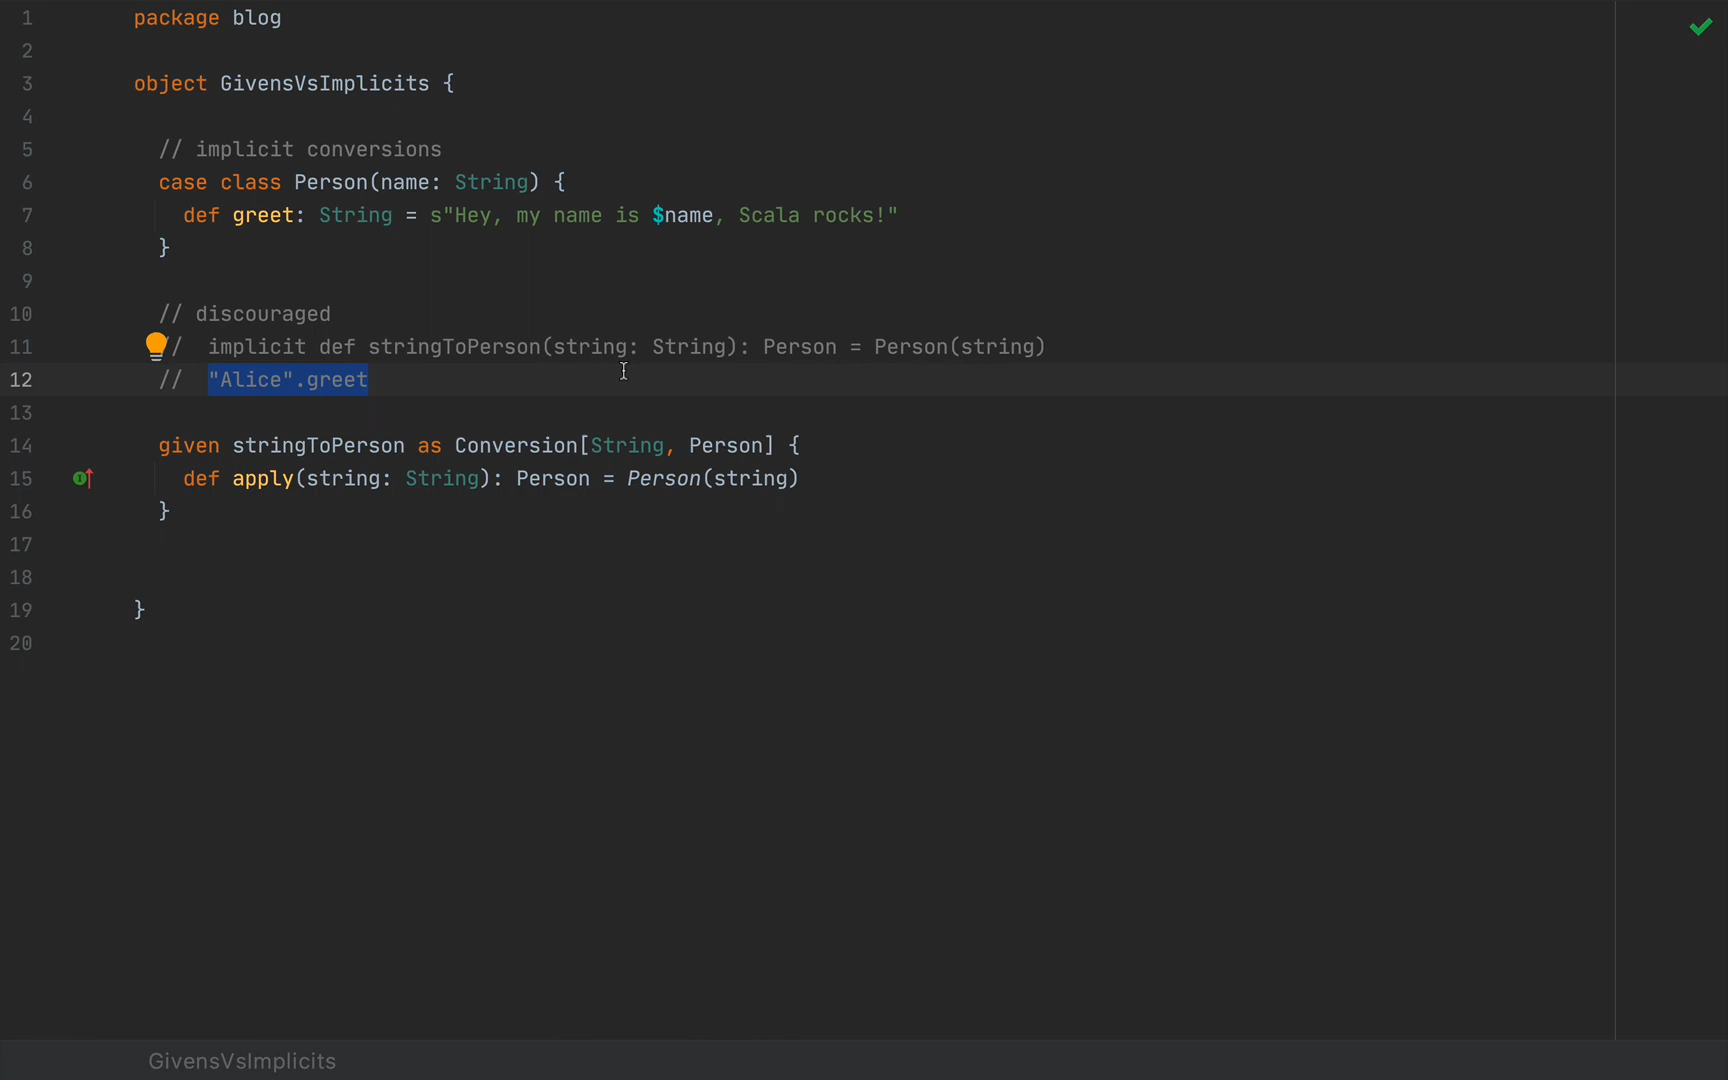 1 package blog
2
3 object GivensVsImplicits {
4
5 // implicit conversions
6 case class Person(name: String) {
7 def greet: String = s"Hey, my name is $name, Scala rocks!"
8 }
9
10 // discouraged
11 // implicit def stringToPerson(string: String): Person = Person(string)
12 // "Alice".greet
13
14 given stringToPerson as Conversion[String, Person] {
15 def apply(string: String): Person = Person(string)
16 }
17
18
19 }
20
GivensVsImplicits